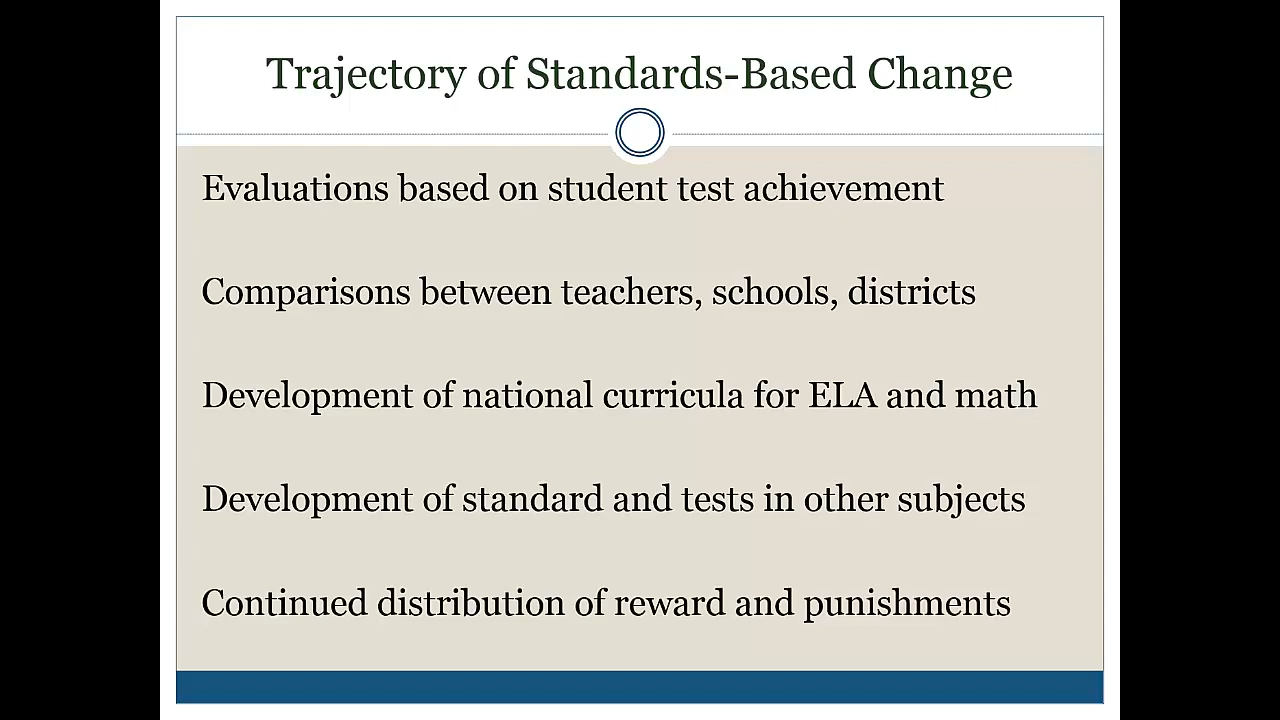 Trajectory of Standards-Based Change
Evaluations based on student test achievement
Comparisons between teachers, schools, districts
Development of national curricula for ELA and math
Development of standard and tests in other subjects
Continued distribution of reward and punishments